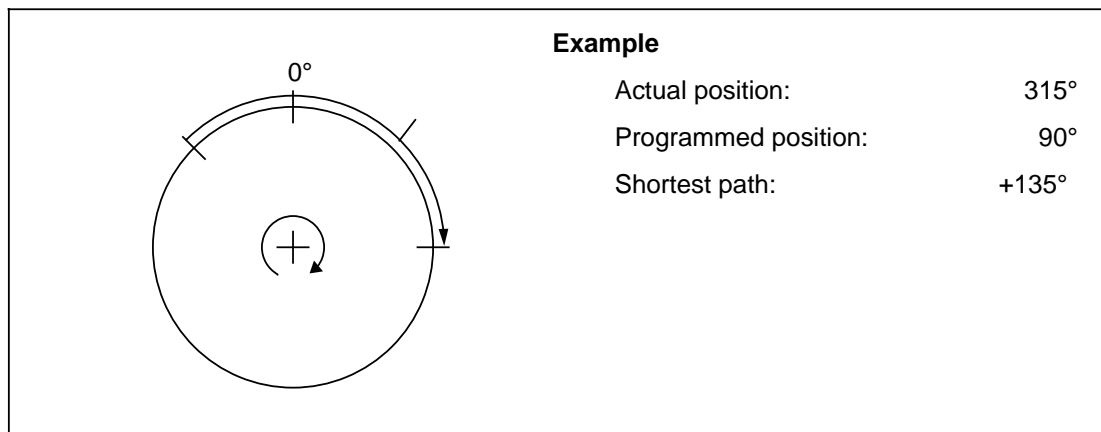 0°
Example
Actual position: 315°
Programmed position: 90°
Shortest path: +135°